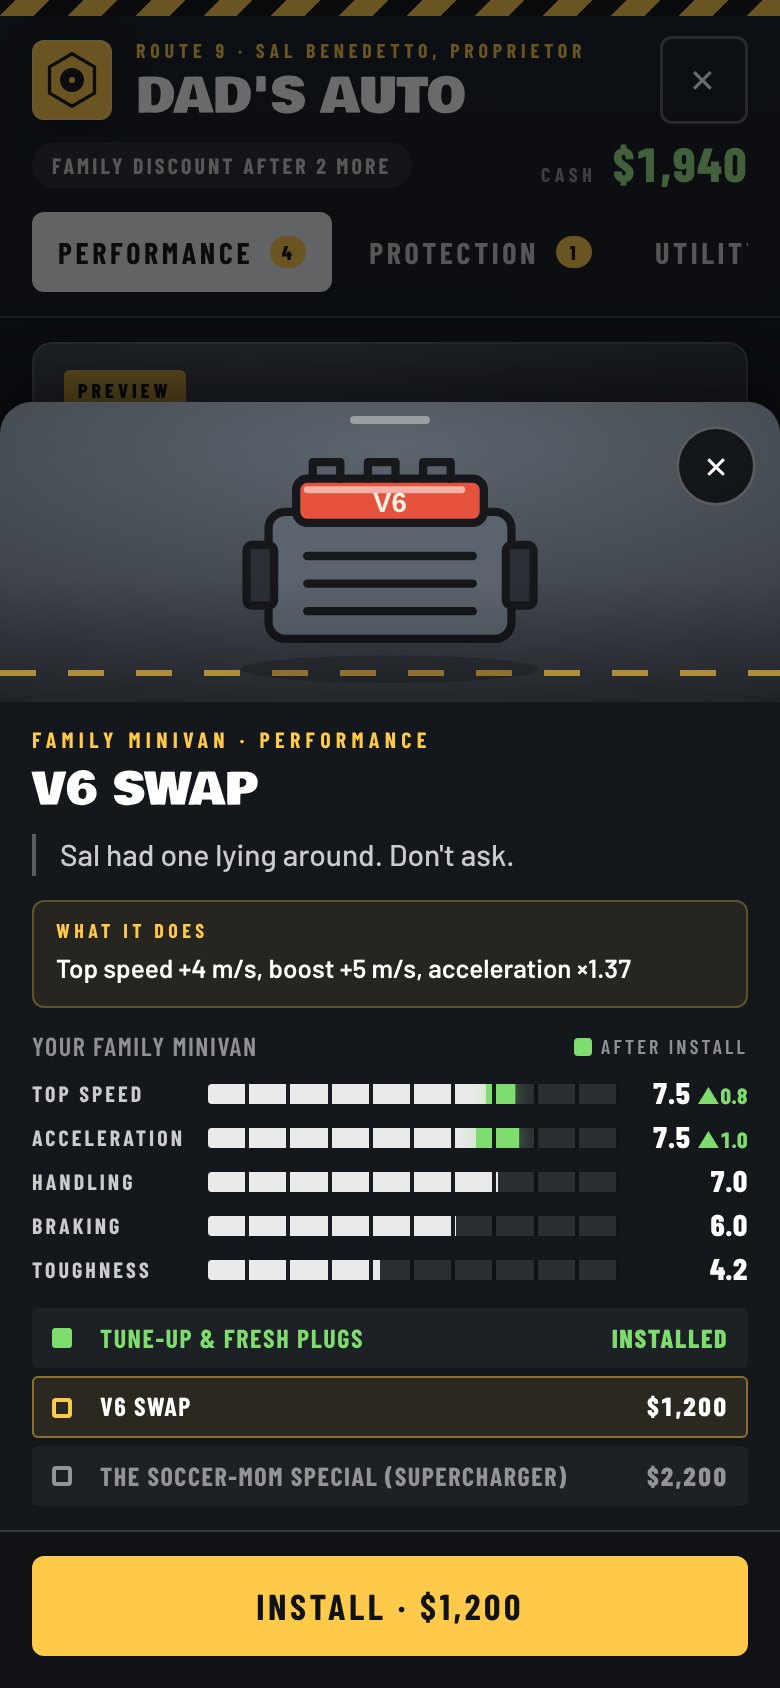 ROUTE 9 · SAL BENEDETTO, PROPRIETOR
DAD'S AUTO
FAMILY DISCOUNT AFTER 2 MORE
CASH $1,940
PERFORMANCE 4 PROTECTION 1 UTILIT
PREVIEW
V6
FAMILY MINIVAN · PERFORMANCE
V6 SWAP
Sal had one lying around. Don't ask.
WHAT IT DOES
Top speed +4 m/s, boost +5 m/s, acceleration ×1.37
YOUR FAMILY MINIVAN AFTER INSTALL
TOP SPEED 7.5 ▲0.8
ACCELERATION 7.5 ▲1.0
HANDLING 7.0
BRAKING 6.0
TOUGHNESS 4.2
TUNE-UP & FRESH PLUGS INSTALLED
V6 SWAP $1,200
THE SOCCER-MOM SPECIAL (SUPERCHARGER) $2,200
INSTALL · $1,200